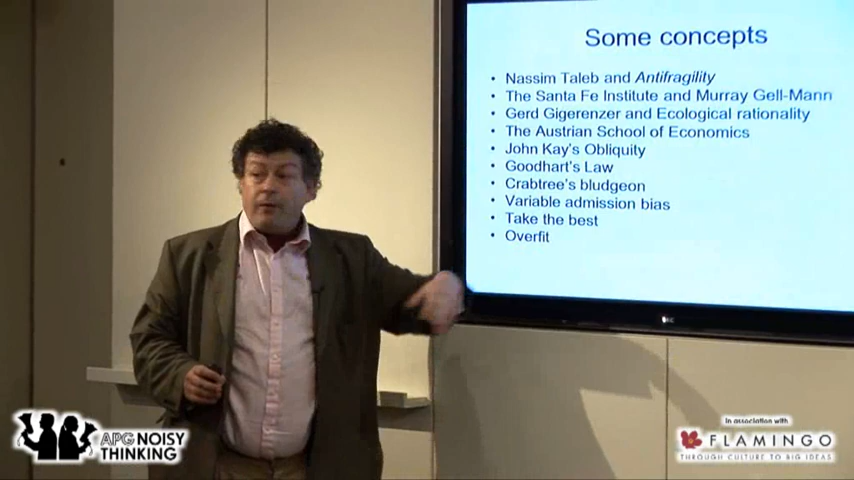 Some concepts
• Nassim Taleb and Antifragility
• The Santa Fe Institute and Murray Gell-Mann
• Gerd Gigerenzer and Ecological rationality
• The Austrian School of Economics
• John Kay's Obliquity
• Goodhart's Law
• Crabtree's bludgeon
• Variable admission bias
• Take the best
• Overfit
APG NOISY
THINKING
In association with
FLAMINGO
THROUGH CULTURE TO BIG IDEAS